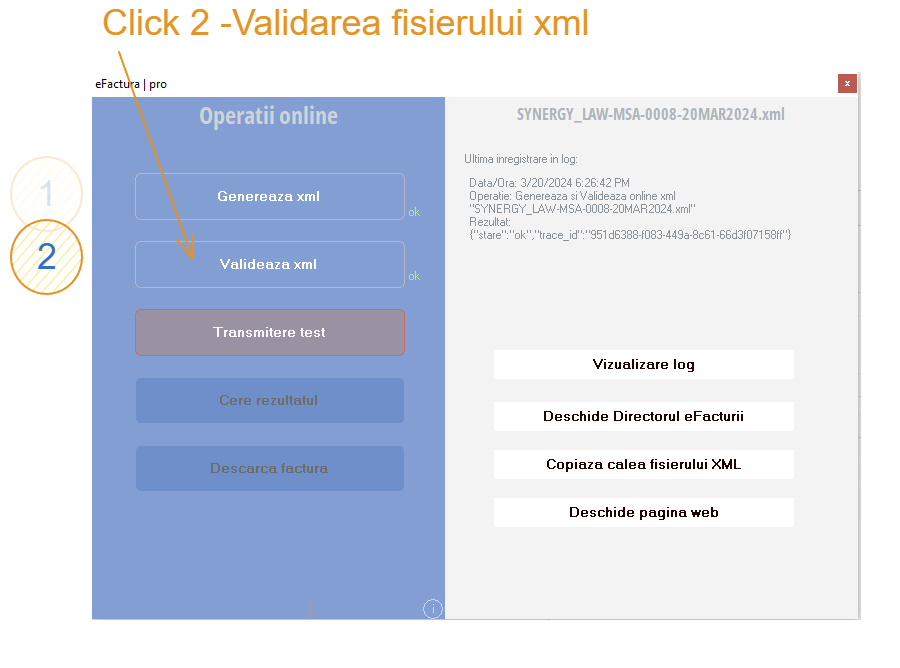 Click 2 -Validarea fisierului xml
eFactura | pro
x
Operatii online
SYNERGY_LAW-MSA-0008-20MAR2024.xml
1
2
Genereaza xml
ok
Valideaza xml
ok
Transmitere test
Cere rezultatul
Descarca factura
i
Ultima inregistrare in log:
Data/Ora: 3/20/2024 6:26:42 PM
Operatie: Genereaza si Valideaza online xml
"SYNERGY_LAW-MSA-0008-20MAR2024.xml"
Rezultat:
{"stare":"ok","trace_id":"951d6388-f083-449a-8c61-66d3f07158ff"}
Vizualizare log
Deschide Directorul eFacturii
Copiaza calea fisierului XML
Deschide pagina web